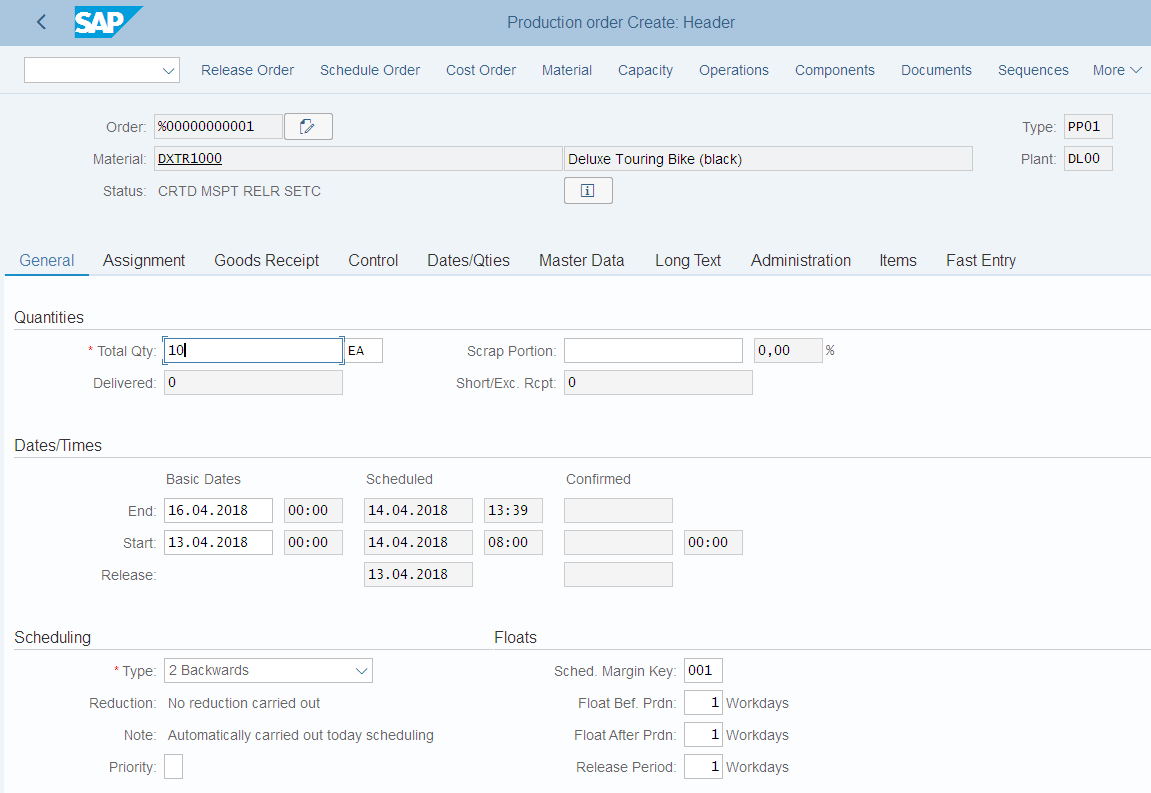 SAP Production order Create: Header
Release Order Schedule Order Cost Order Material Capacity Operations Components Documents Sequences More
Order: %00000000001 Type: PP01
Material: DXTR1000 Deluxe Touring Bike (black) Plant: DL00
Status: CRTD MSPT RELR SETC
General Assignment Goods Receipt Control Dates/Qties Master Data Long Text Administration Items Fast Entry
Quantities
* Total Qty: 10 EA Scrap Portion: 0,00 %
Delivered: 0 Short/Exc. Rcpt: 0
Dates/Times
Basic Dates Scheduled Confirmed
End: 16.04.2018 00:00 14.04.2018 13:39
Start: 13.04.2018 00:00 14.04.2018 08:00 00:00
Release: 13.04.2018
Scheduling Floats
* Type: 2 Backwards Sched. Margin Key: 001
Reduction: No reduction carried out Float Bef. Prdn: 1 Workdays
Note: Automatically carried out today scheduling Float After Prdn: 1 Workdays
Priority: Release Period: 1 Workdays